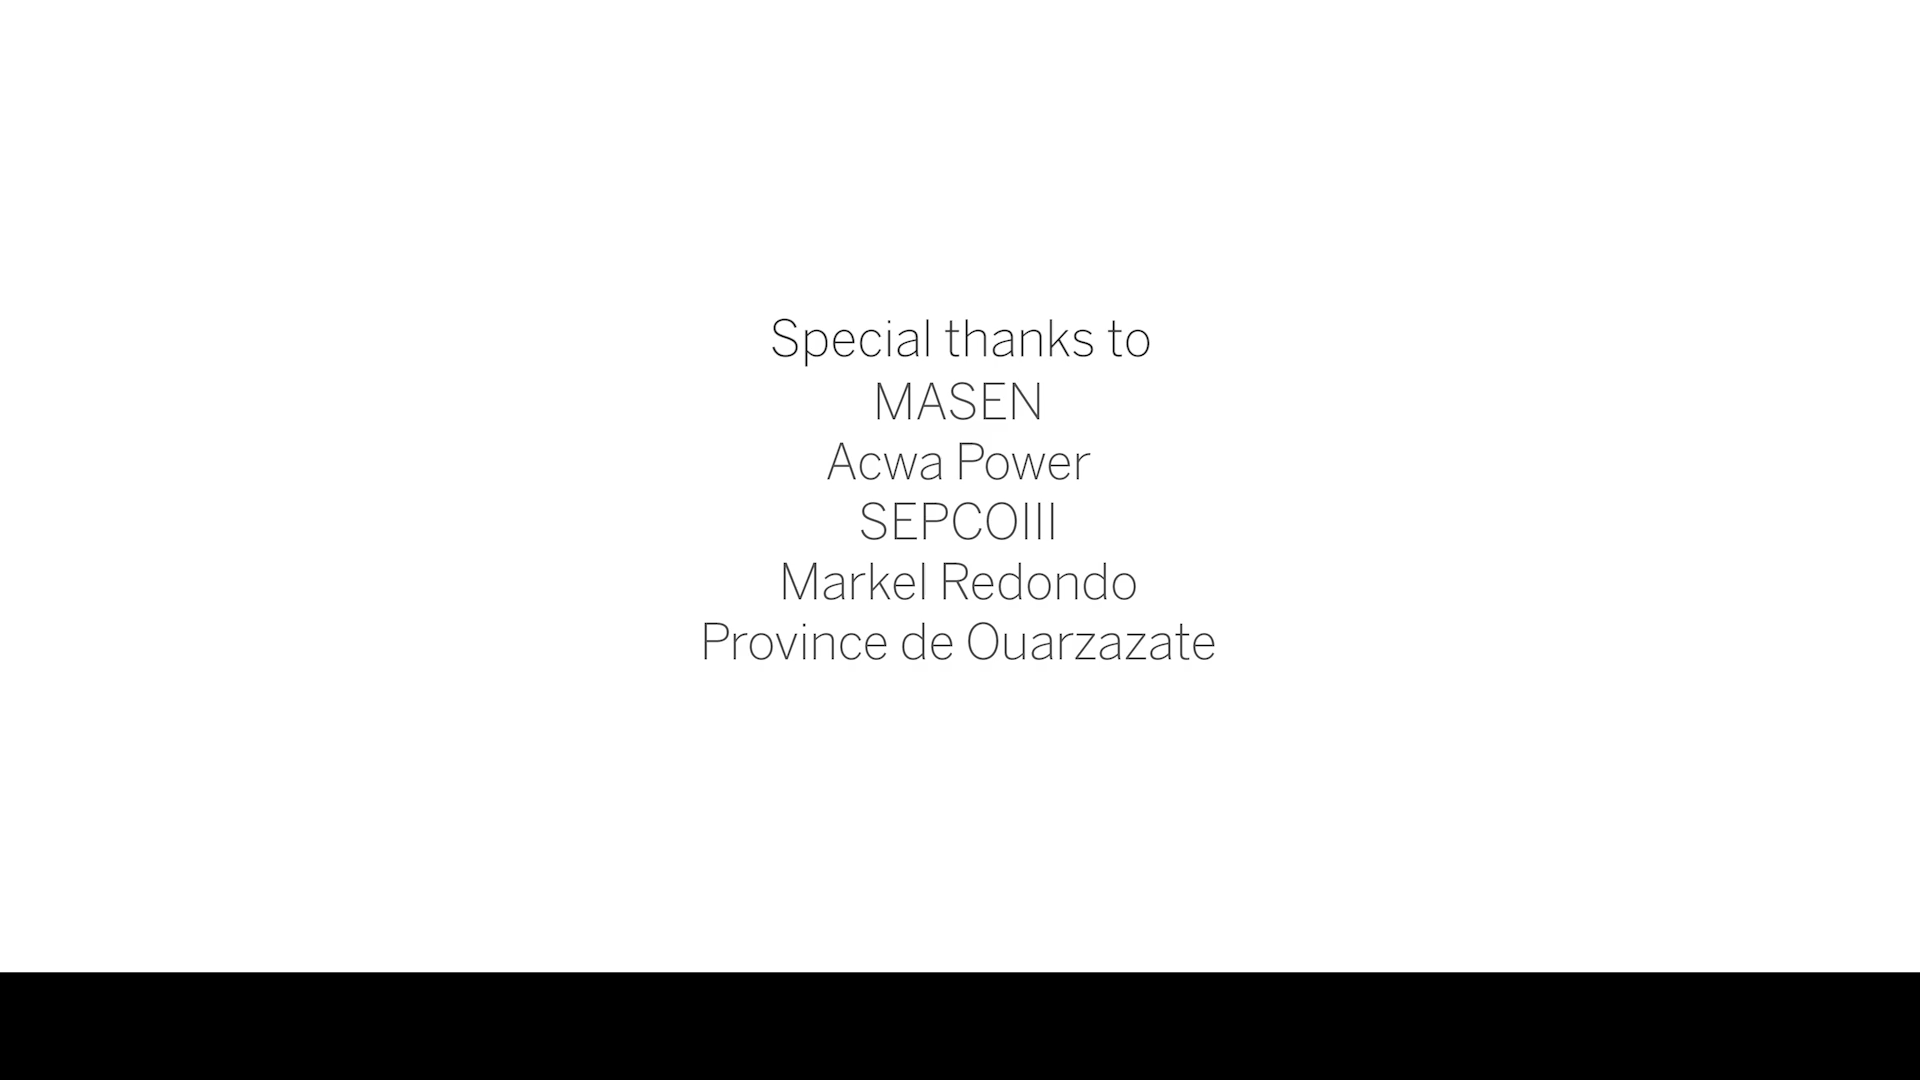 Special thanks to
MASEN
Acwa Power
SEPCOIII
Markel Redondo
Province de Ouarzazate